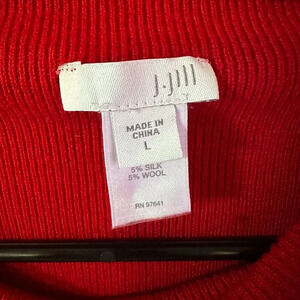 J.Jill
MADE IN
CHINA
L
5% SILK
5% WOOL
RN 97641